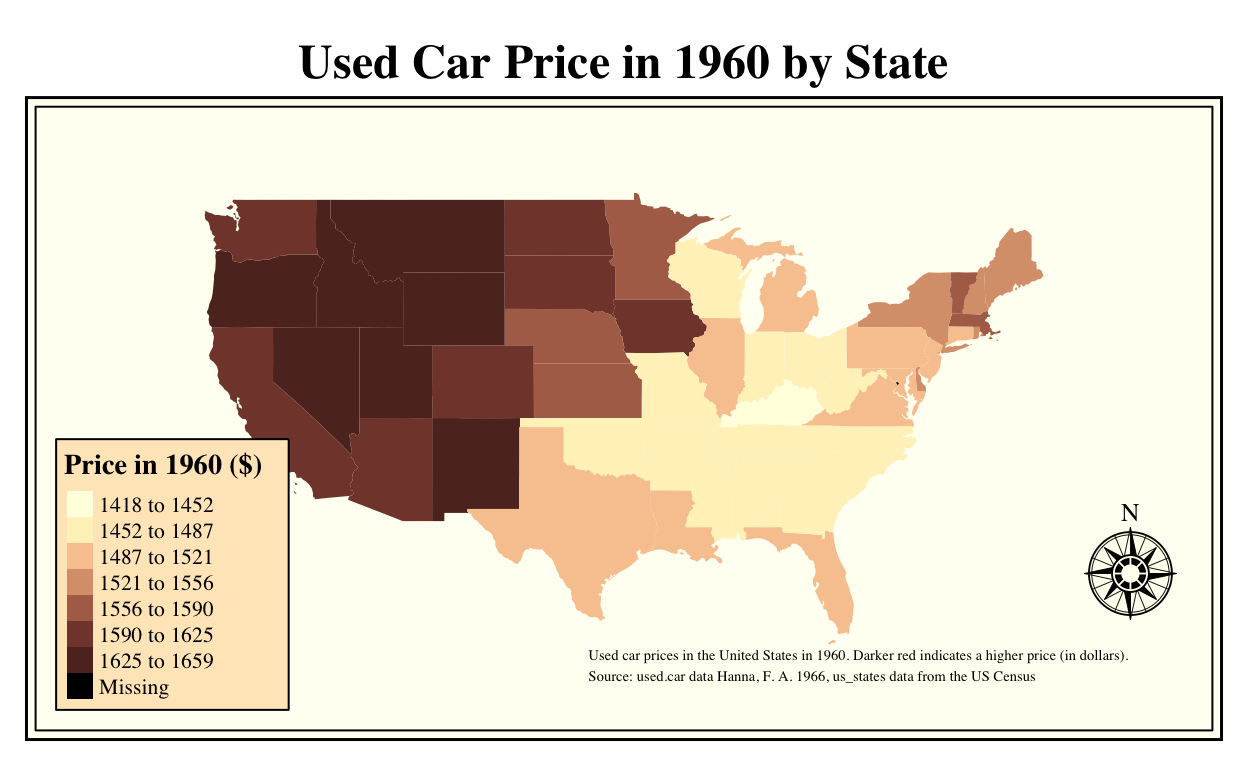 Used Car Price in 1960 by State
Price in 1960 ($)
1418 to 1452
1452 to 1487
1487 to 1521
1521 to 1556
1556 to 1590
1590 to 1625
1625 to 1659
Missing
N
Used car prices in the United States in 1960. Darker red indicates a higher price (in dollars).
Source: used.car data Hanna, F. A. 1966, us_states data from the US Census